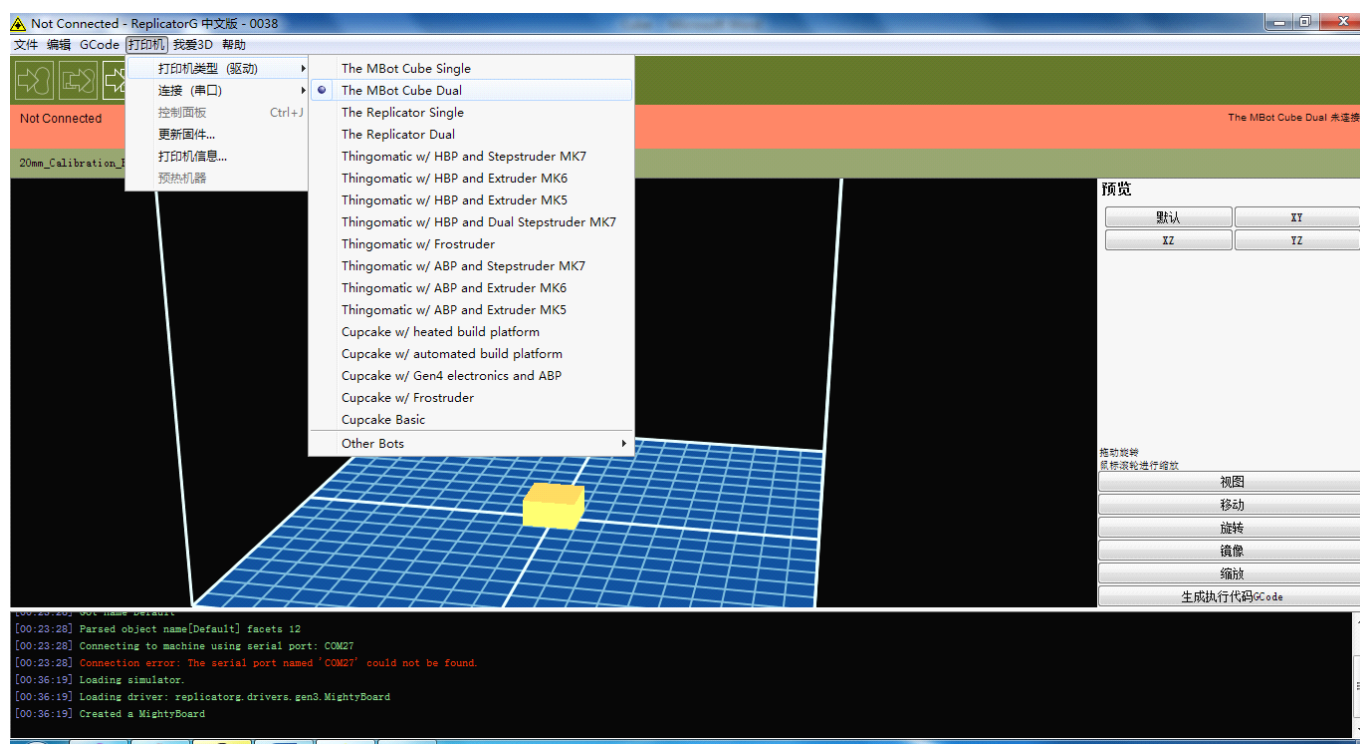 Not Connected - ReplicatorG 中文版 - 0038
文件 编辑 GCode 打印机 我爱3D 帮助
打印机类型 (驱动)
连接 (串口)
控制面板 Ctrl+J
更新固件...
打印机信息...
预热机器
The MBot Cube Single
The MBot Cube Dual
The Replicator Single
The Replicator Dual
Thingomatic w/ HBP and Stepstruder MK7
Thingomatic w/ HBP and Extruder MK6
Thingomatic w/ HBP and Extruder MK5
Thingomatic w/ HBP and Dual Stepstruder MK7
Thingomatic w/ Frostruder
Thingomatic w/ ABP and Stepstruder MK7
Thingomatic w/ ABP and Extruder MK6
Thingomatic w/ ABP and Extruder MK5
Cupcake w/ heated build platform
Cupcake w/ automated build platform
Cupcake w/ Gen4 electronics and ABP
Cupcake w/ Frostruder
Cupcake Basic
Other Bots
Not Connected
The MBot Cube Dual 未连接
20mm_Calibration_
预览
默认 XY
XZ YZ
拖动旋转
鼠标滚轮进行缩放
视图
移动
旋转
镜像
缩放
生成执行代码GCode
[00:23:28] Got name Default
[00:23:28] Parsed object name[Default] facets 12
[00:23:28] Connecting to machine using serial port: COM27
[00:23:28] Connection error: The serial port named 'COM27' could not be found.
[00:36:19] Loading simulator.
[00:36:19] Loading driver: replicatorg.drivers.gen3.MightyBoard
[00:36:19] Created a MightyBoard